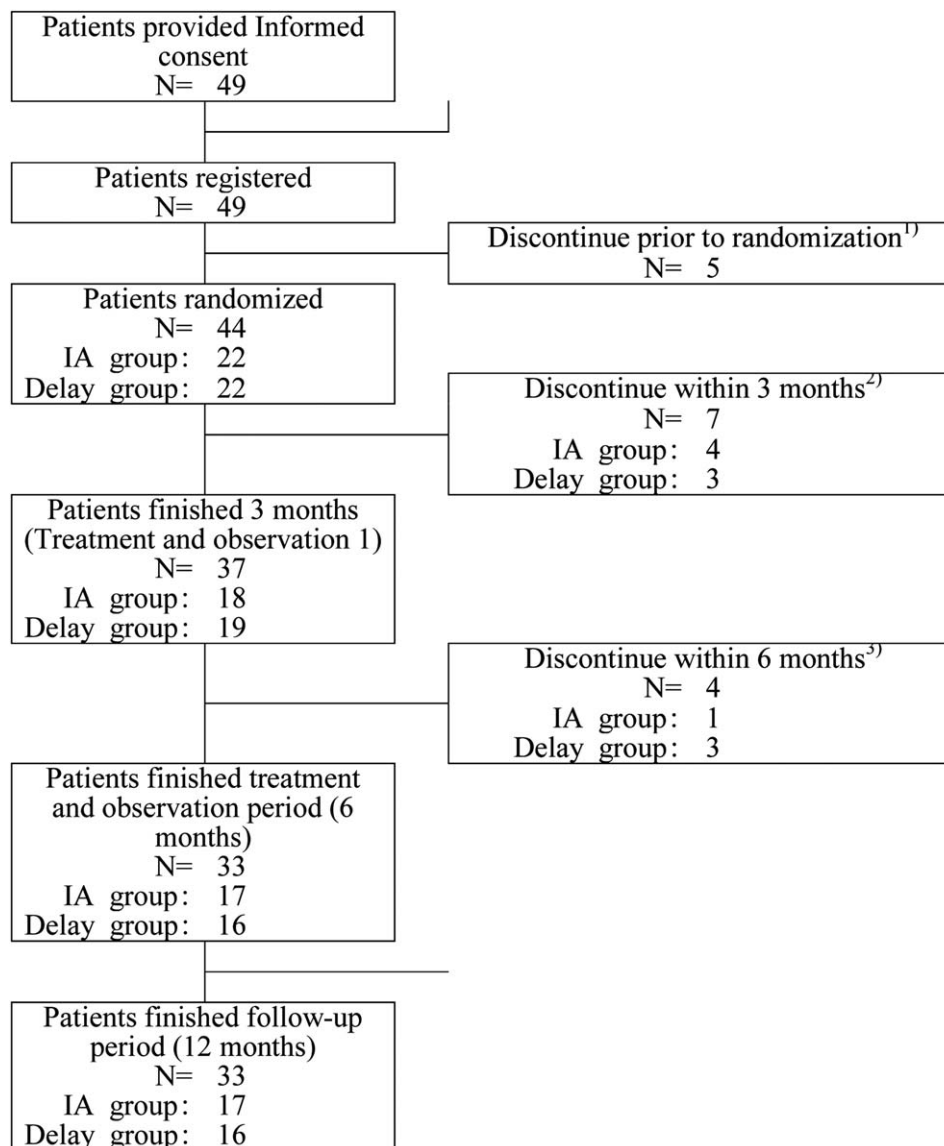 Patients provided Informed
consent
N= 49
Patients registered
N= 49
Discontinue prior to randomization1)
N= 5
Patients randomized
N= 44
IA group: 22
Delay group: 22
Discontinue within 3 months2)
N= 7
IA group: 4
Delay group: 3
Patients finished 3 months
(Treatment and observation 1)
N= 37
IA group: 18
Delay group: 19
Discontinue within 6 months3)
N= 4
IA group: 1
Delay group: 3
Patients finished treatment
and observation period (6
months)
N= 33
IA group: 17
Delay group: 16
Patients finished follow-up
period (12 months)
N= 33
IA group: 17
Delay group: 16